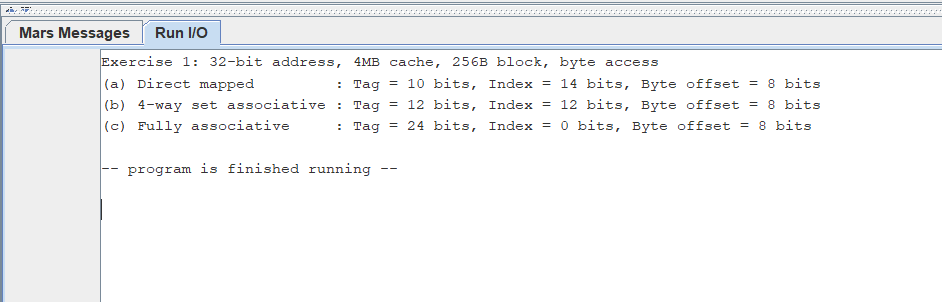 Mars Messages Run I/O
Exercise 1: 32-bit address, 4MB cache, 256B block, byte access
(a) Direct mapped : Tag = 10 bits, Index = 14 bits, Byte offset = 8 bits
(b) 4-way set associative : Tag = 12 bits, Index = 12 bits, Byte offset = 8 bits
(c) Fully associative : Tag = 24 bits, Index = 0 bits, Byte offset = 8 bits
-- program is finished running --